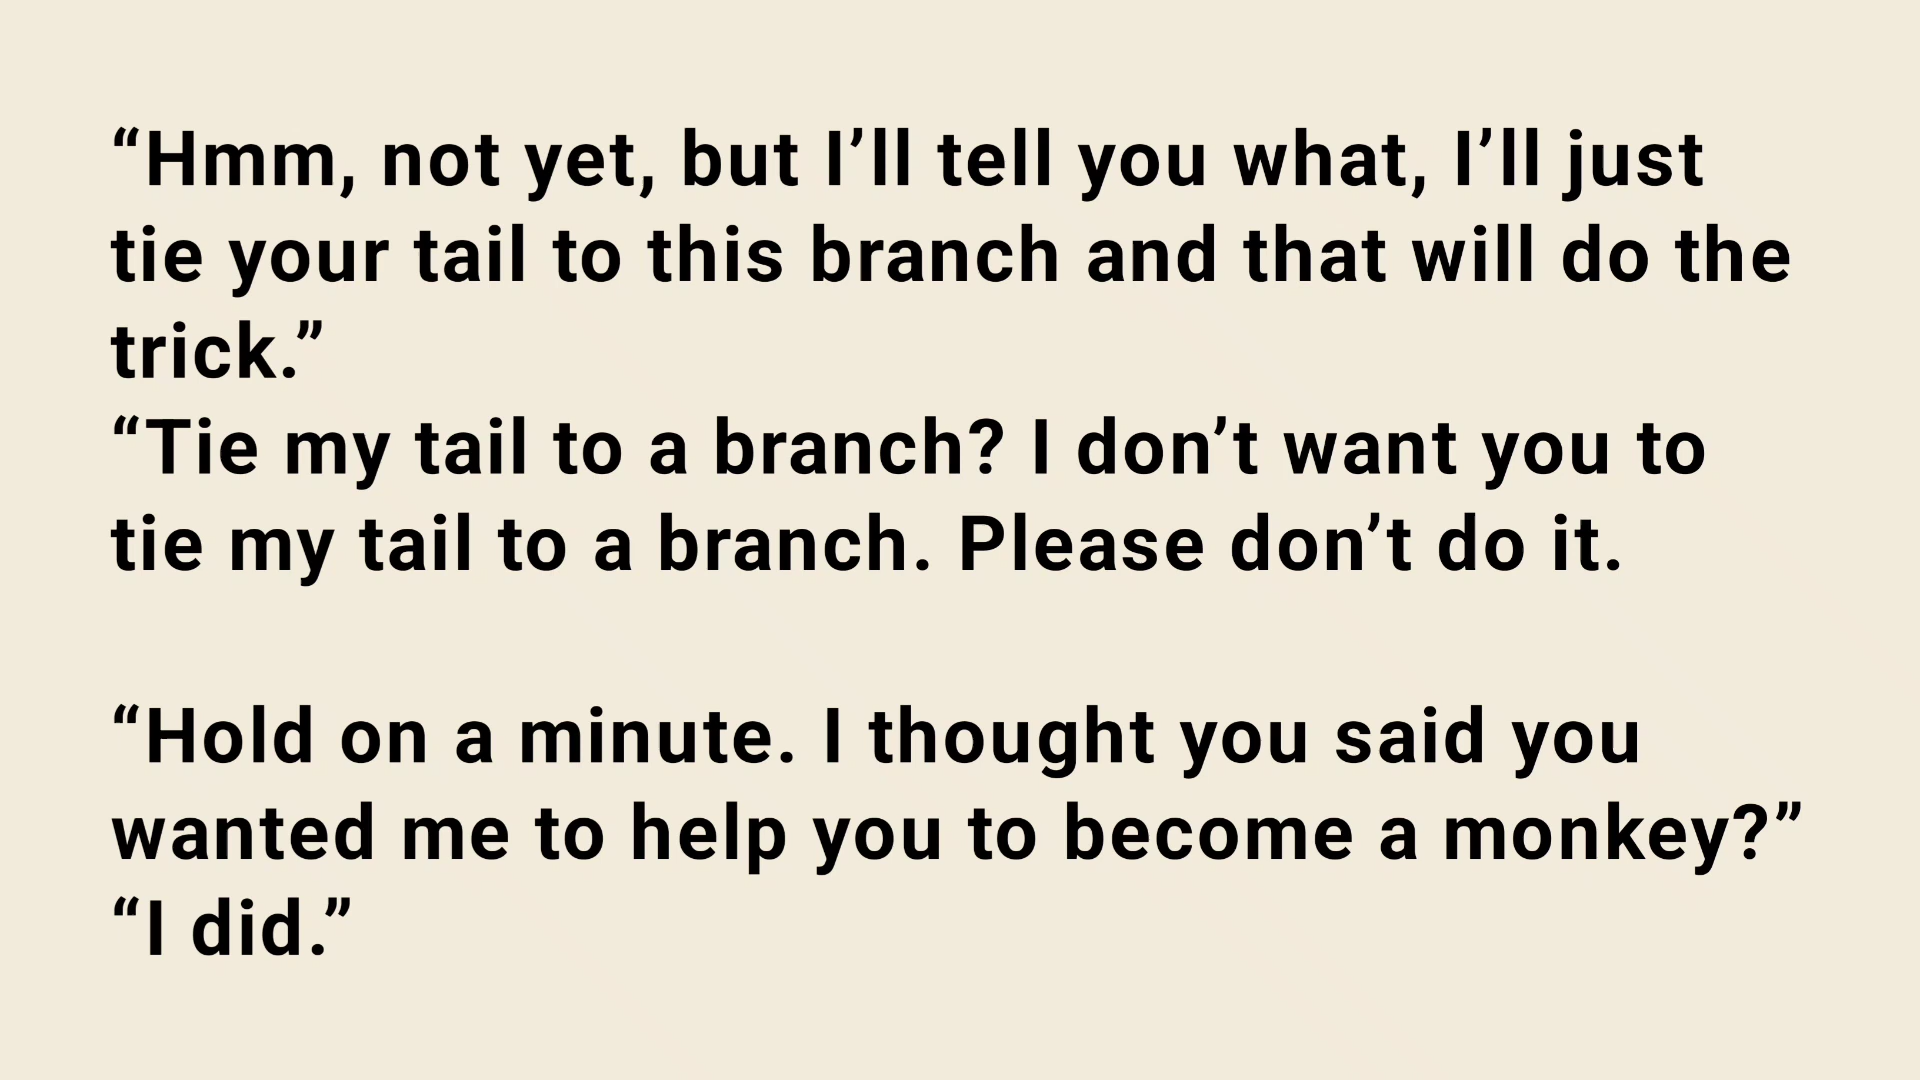 “Hmm, not yet, but I’ll tell you what, I’ll just
tie your tail to this branch and that will do the
trick.”
“Tie my tail to a branch? I don’t want you to
tie my tail to a branch. Please don’t do it.
“Hold on a minute. I thought you said you
wanted me to help you to become a monkey?”
“I did.”